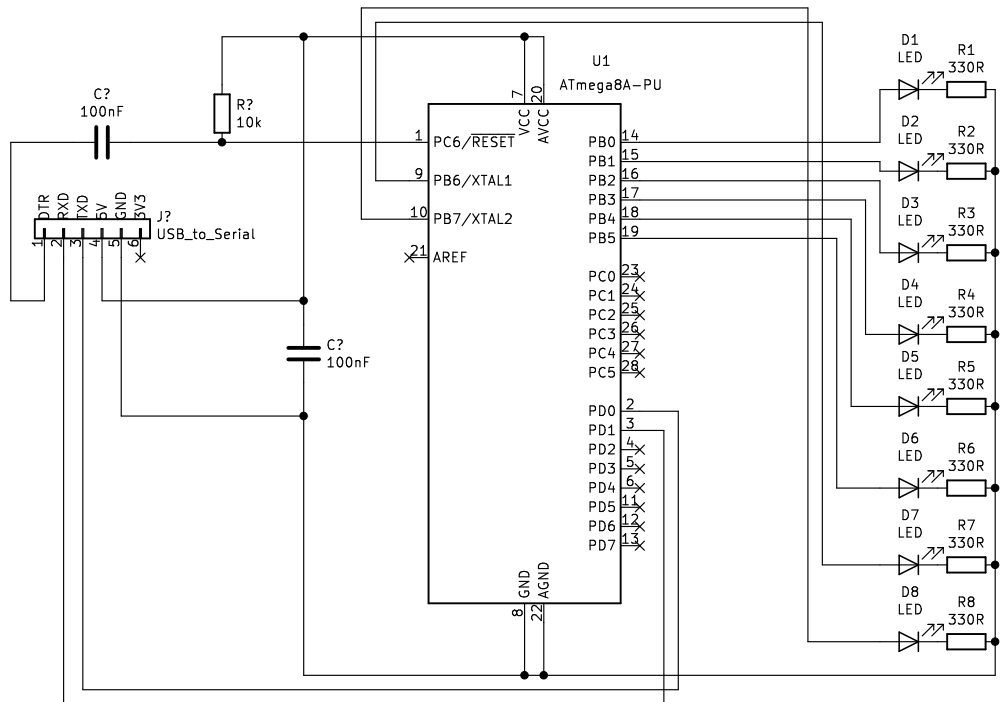 C?
100nF
R?
10k
DTR
RXD
TXD
5V
GND
3V3
1
2
3
4
5
6
J?
USB_to_Serial
C?
100nF
U1
ATmega8A-PU
7
VCC
20
AVCC
1 PC6/RESET
9 PB6/XTAL1
10 PB7/XTAL2
21 AREF
PB0 14
PB1 15
PB2 16
PB3 17
PB4 18
PB5 19
PC0 23
PC1 24
PC2 25
PC3 26
PC4 27
PC5 28
PD0 2
PD1 3
PD2 4
PD3 5
PD4 6
PD5 11
PD6 12
PD7 13
GND
8
AGND
22
D1
LED
R1
330R
D2
LED
R2
330R
D3
LED
R3
330R
D4
LED
R4
330R
D5
LED
R5
330R
D6
LED
R6
330R
D7
LED
R7
330R
D8
LED
R8
330R